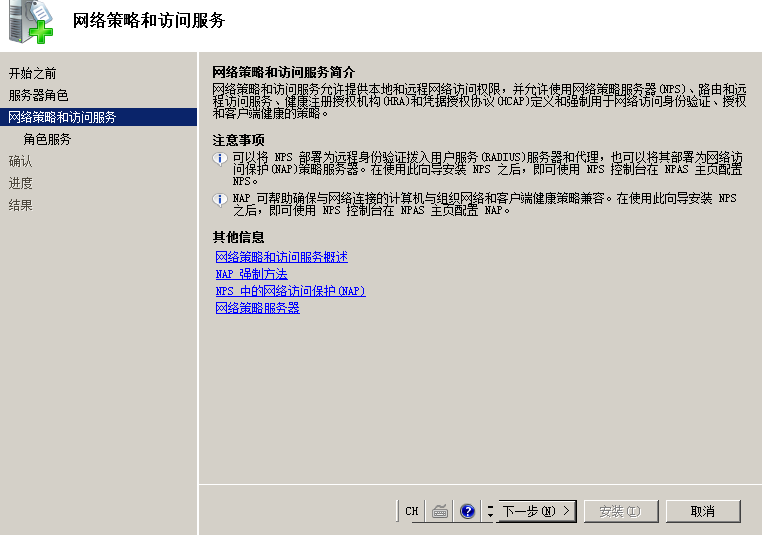 网络策略和访问服务
开始之前
服务器角色
网络策略和访问服务
角色服务
确认
进度
结果
网络策略和访问服务简介
网络策略和访问服务允许提供本地和远程网络访问权限，并允许使用网络策略服务器(NPS)、路由和远
程访问服务、健康注册授权机构(HRA)和凭据授权协议(HCAP)定义和强制用于网络访问身份验证、授权
和客户端健康的策略。
注意事项
可以将 NPS 部署为远程身份验证拨入用户服务(RADIUS)服务器和代理，也可以将其部署为网络访
问保护(NAP)策略服务器。在使用此向导安装 NPS 之后，即可使用 NPS 控制台在 NPAS 主页配置
NPS。
NAP 可帮助确保与网络连接的计算机与组织网络和客户端健康策略兼容。在使用此向导安装 NPS
之后，即可使用 NPS 控制台在 NPAS 主页配置 NAP。
其他信息
网络策略和访问服务概述
NAP 强制方法
NPS 中的网络访问保护(NAP)
网络策略服务器
CH
下一步(N) >
安装(I)
取消